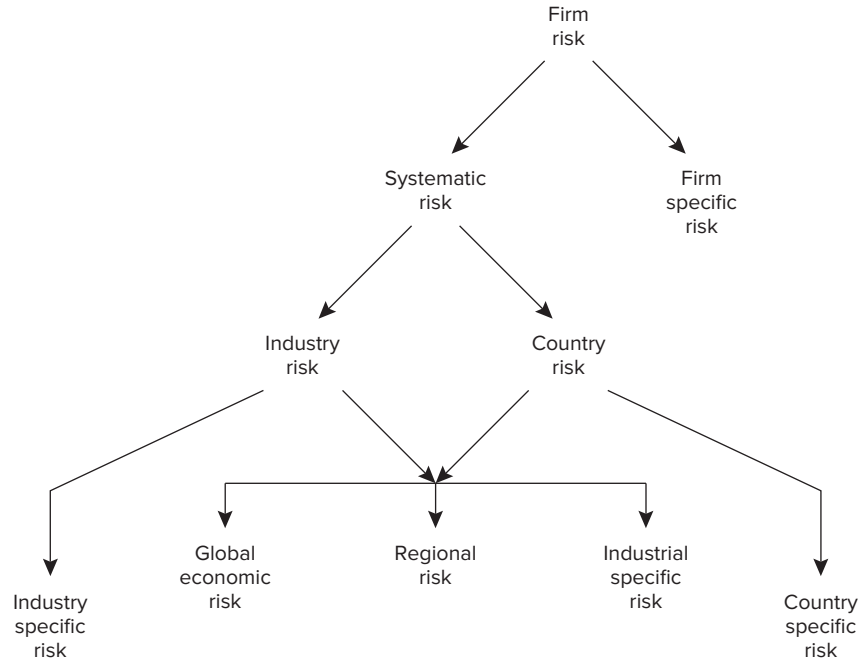 Firm
risk
Systematic
risk
Firm
specific
risk
Industry
risk
Country
risk
Global
economic
risk
Regional
risk
Industrial
specific
risk
Industry
specific
risk
Country
specific
risk